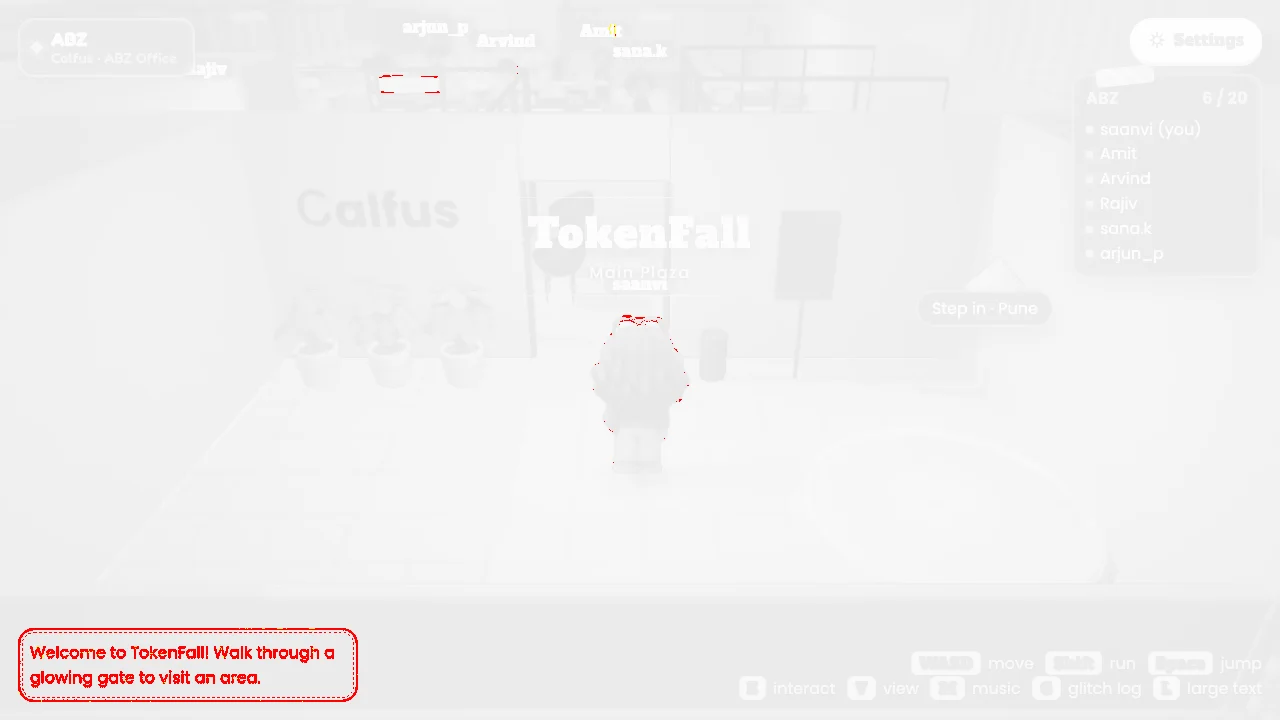 arjun_p
Arvind
Amit
sana.k
ABZ
Calfus · ABZ Office
ajiv
Settings
ABZ 6 / 20
saanvi (you)
Amit
Arvind
Rajiv
sana.k
arjun_p
Calfus
TokenFall
Main Plaza
saanvi
Step in · Pune
Welcome to TokenFall! Walk through a
glowing gate to visit an area.
WASD move Shift run Space jump
E interact V view M music G glitch log L large text